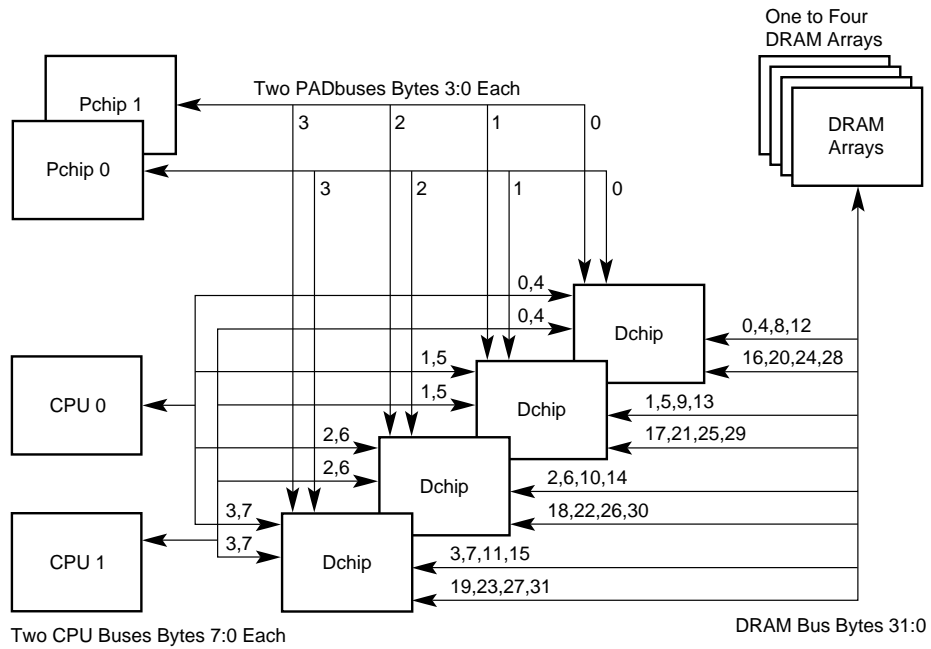 One to Four
DRAM Arrays
Two PADbuses Bytes 3:0 Each
Pchip 1
3
2
1
0
DRAM
Arrays
Pchip 0
3
2
1
0
0,4
0,4
Dchip
0,4,8,12
16,20,24,28
1,5
CPU 0
1,5
Dchip
1,5,9,13
17,21,25,29
2,6
2,6
Dchip
2,6,10,14
18,22,26,30
3,7
3,7
CPU 1
Dchip
3,7,11,15
19,23,27,31
Two CPU Buses Bytes 7:0 Each
DRAM Bus Bytes 31:0